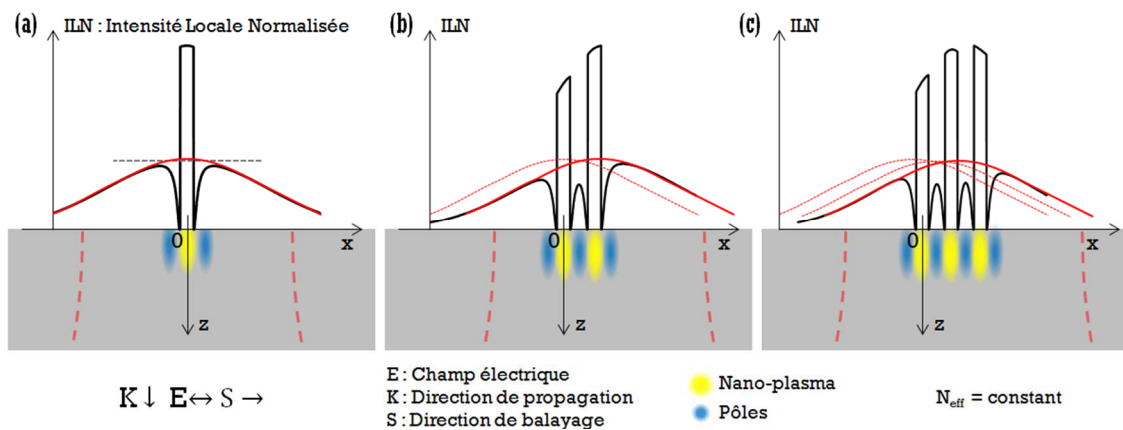 (a) ILN : Intensité Locale Normalisée
(b) ILN
(c) ILN
0 x
z
0 x
z
0 x
z
K ↓ E ↔ S →
E : Champ électrique
K : Direction de propagation
S : Direction de balayage
Nano-plasma
Pôles
N_eff = constant